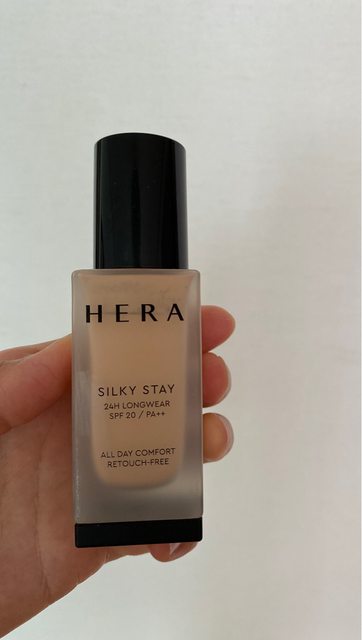 HERA
SILKY STAY
24H LONGWEAR
SPF 20 / PA++
ALL DAY COMFORT
RETOUCH-FREE